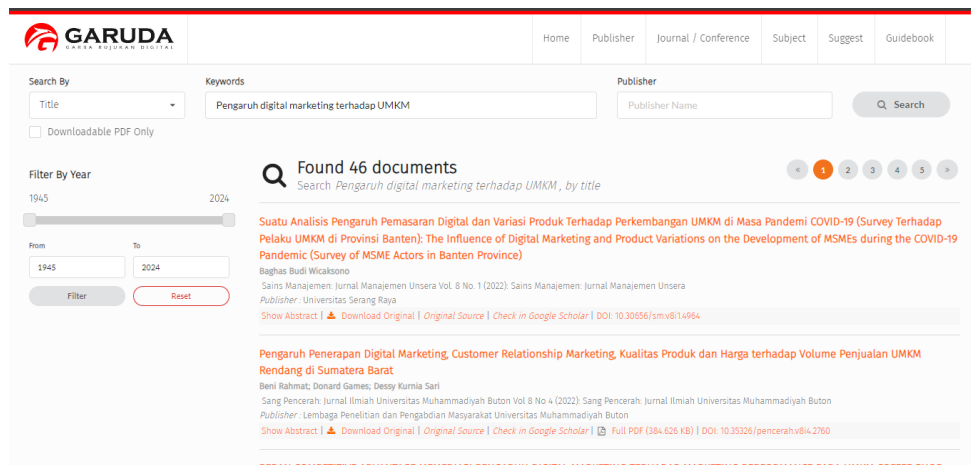 GARUDA
GARBA RUJUKAN DIGITAL
Home Publisher Journal / Conference Subject Suggest Guidebook
Search By Keywords Publisher
Title Pengaruh digital marketing terhadap UMKM Publisher Name Search
Downloadable PDF Only
Filter By Year
1945 2024
From To
1945 2024
Filter Reset
Found 46 documents
Search Pengaruh digital marketing terhadap UMKM , by title
« 1 2 3 4 5 »
Suatu Analisis Pengaruh Pemasaran Digital dan Variasi Produk Terhadap Perkembangan UMKM di Masa Pandemi COVID-19 (Survey Terhadap
Pelaku UMKM di Provinsi Banten): The Influence of Digital Marketing and Product Variations on the Development of MSMEs during the COVID-19
Pandemic (Survey of MSME Actors in Banten Province)
Baghas Budi Wicaksono
Sains Manajemen: Jurnal Manajemen Unsera Vol. 8 No. 1 (2022): Sains Manajemen: Jurnal Manajemen Unsera
Publisher : Universitas Serang Raya
Show Abstract | Download Original | Original Source | Check in Google Scholar | DOI: 10.30656/sm.v8i1.4964
Pengaruh Penerapan Digital Marketing, Customer Relationship Marketing, Kualitas Produk dan Harga terhadap Volume Penjualan UMKM
Rendang di Sumatera Barat
Beni Rahmat; Donard Games; Dessy Kurnia Sari
Sang Pencerah: Jurnal Ilmiah Universitas Muhammadiyah Buton Vol 8 No 4 (2022): Sang Pencerah: Jurnal Ilmiah Universitas Muhammadiyah Buton
Publisher : Lembaga Penelitian dan Pengabdian Masyarakat Universitas Muhammadiyah Buton
Show Abstract | Download Original | Original Source | Check in Google Scholar | Full PDF (384.626 KB) | DOI: 10.35326/pencerah.v8i4.2760